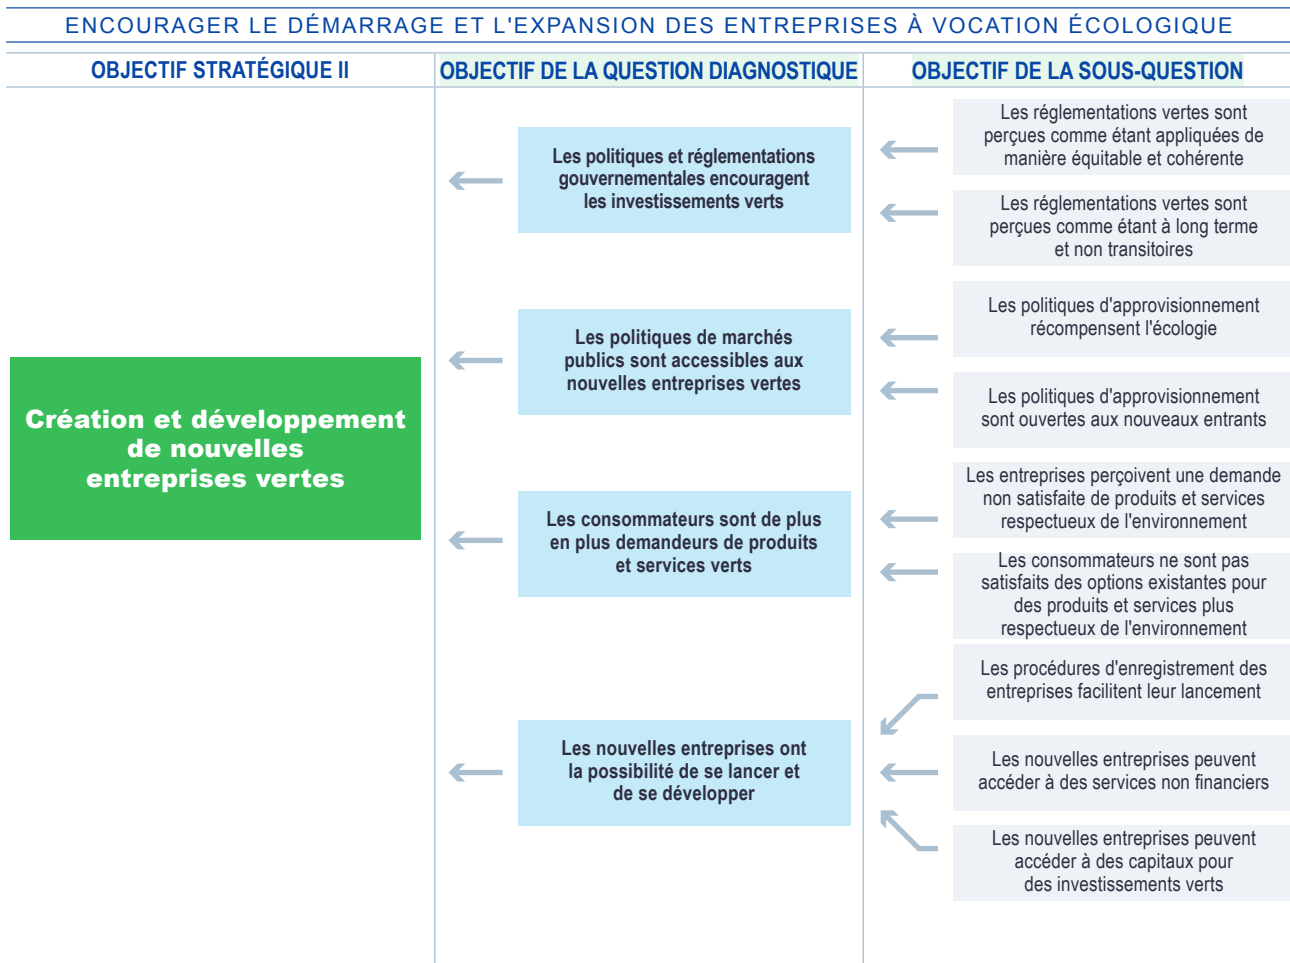 ENCOURAGER LE DÉMARRAGE ET L'EXPANSION DES ENTREPRISES À VOCATION ÉCOLOGIQUE
OBJECTIF STRATÉGIQUE II
OBJECTIF DE LA QUESTION DIAGNOSTIQUE
OBJECTIF DE LA SOUS-QUESTION
Création et développement
de nouvelles
entreprises vertes
Les politiques et réglementations
gouvernementales encouragent
les investissements verts
Les réglementations vertes sont
perçues comme étant appliquées de
manière équitable et cohérente
Les réglementations vertes sont
perçues comme étant à long terme
et non transitoires
Les politiques de marchés
publics sont accessibles aux
nouvelles entreprises vertes
Les politiques d'approvisionnement
récompensent l'écologie
Les politiques d'approvisionnement
sont ouvertes aux nouveaux entrants
Les consommateurs sont de plus
en plus demandeurs de produits
et services verts
Les entreprises perçoivent une demande
non satisfaite de produits et services
respectueux de l'environnement
Les consommateurs ne sont pas
satisfaits des options existantes pour
des produits et services plus
respectueux de l'environnement
Les nouvelles entreprises ont
la possibilité de se lancer et
de se développer
Les procédures d'enregistrement des
entreprises facilitent leur lancement
Les nouvelles entreprises peuvent
accéder à des services non financiers
Les nouvelles entreprises peuvent
accéder à des capitaux pour
des investissements verts